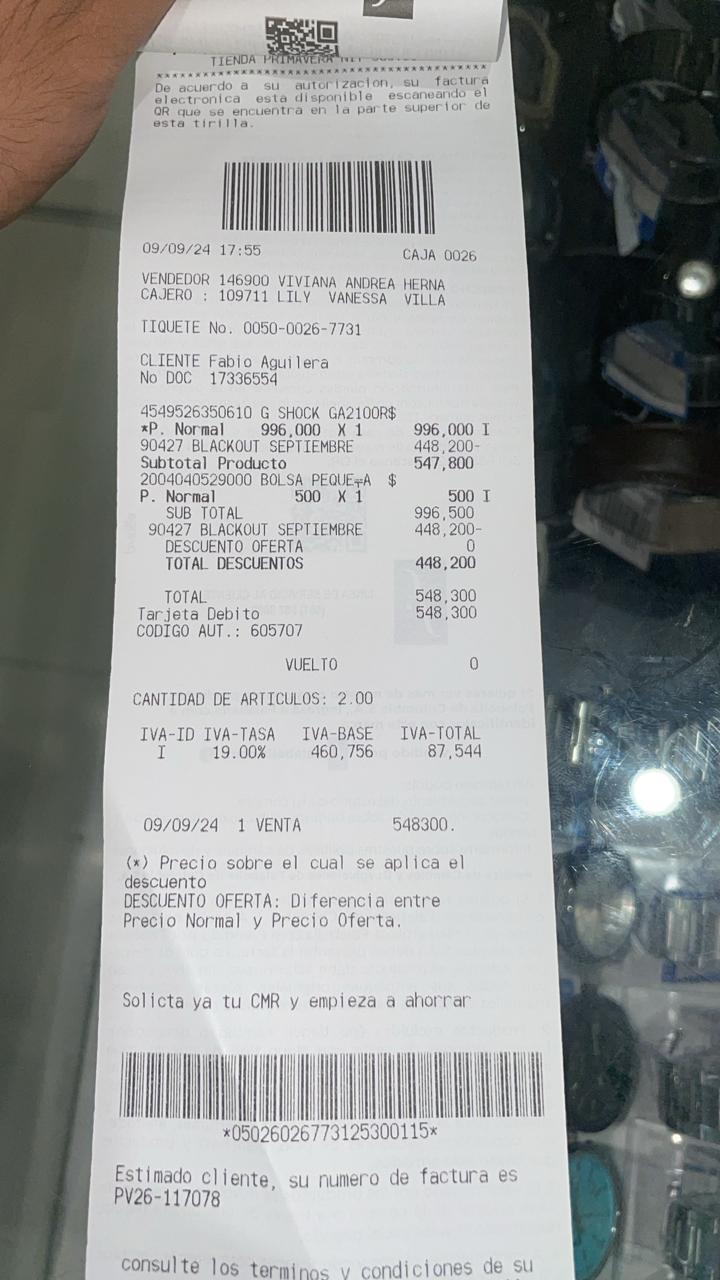 TIENDA PRIMAVERA NIT
****************************************
De acuerdo a su autorizacion, su factura
electronica esta disponible escaneando el
QR que se encuentra en la parte superior de
esta tirilla.
09/09/24 17:55 CAJA 0026
VENDEDOR 146900 VIVIANA ANDREA HERNA
CAJERO : 109711 LILY VANESSA VILLA
TIQUETE No. 0050-0026-7731
CLIENTE Fabio Aguilera
No DOC 17336554
4549526350610 G SHOCK GA2100R$
*P. Normal 996,000 X 1 996,000 I
90427 BLACKOUT SEPTIEMBRE 448,200-
Subtotal Producto 547,800
2004040529000 BOLSA PEQUE╤A $
P. Normal 500 X 1 500 I
SUB TOTAL 996,500
90427 BLACKOUT SEPTIEMBRE 448,200-
DESCUENTO OFERTA 0
TOTAL DESCUENTOS 448,200
TOTAL 548,300
Tarjeta Debito 548,300
CODIGO AUT.: 605707
VUELTO 0
CANTIDAD DE ARTICULOS: 2.00
IVA-ID IVA-TASA IVA-BASE IVA-TOTAL
I 19.00% 460,756 87,544
09/09/24 1 VENTA 548300.
(*) Precio sobre el cual se aplica el
descuento
DESCUENTO OFERTA: Diferencia entre
Precio Normal y Precio Oferta.
Solicta ya tu CMR y empieza a ahorrar
*05026026773125300115*
Estimado cliente, su numero de factura es
PV26-117078
consulte los terminos y condiciones de su